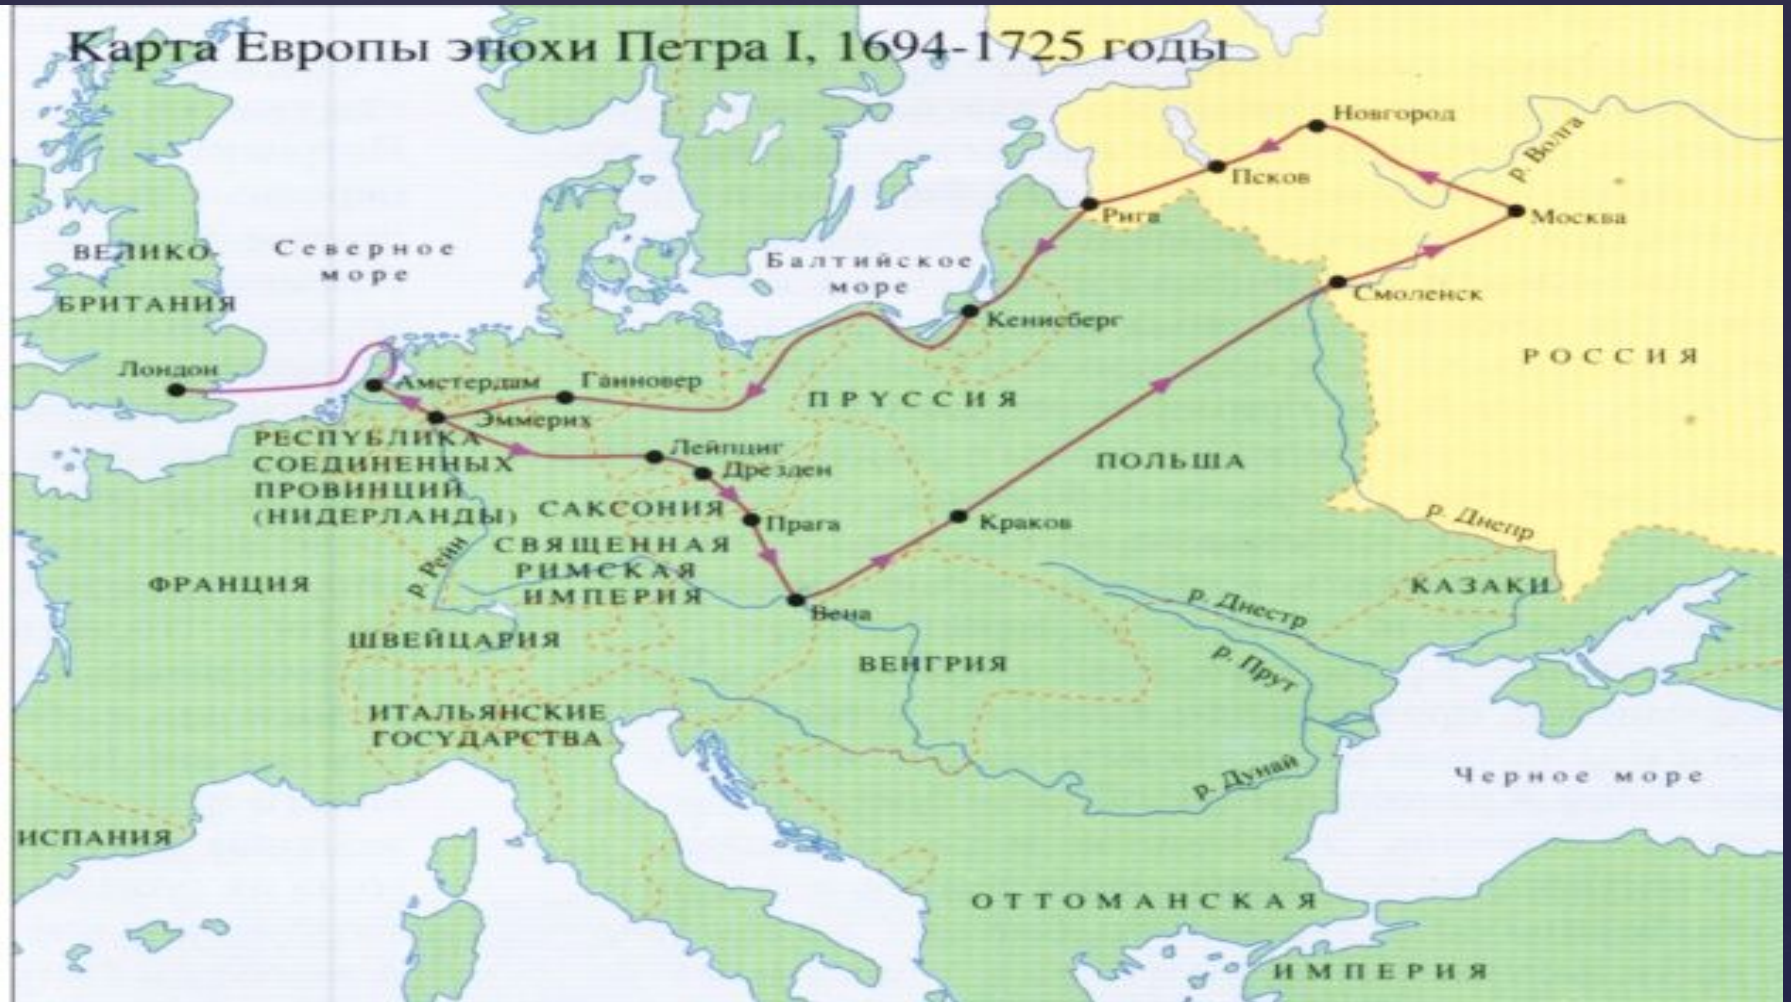 Карта Европы эпохи Петра I, 1694-1725 годы
Новгород
р. Волга
Псков
Рига
Москва
ВЕЛИКО-
БРИТАНИЯ
Северное
море
Балтийское
море
Смоленск
Кенисберг
РОССИЯ
Лондон
Амстердам
Ганновер
ПРУССИЯ
Эммерих
РЕСПУБЛИКА
СОЕДИНЕННЫХ
ПРОВИНЦИЙ
(НИДЕРЛАНДЫ)
Лейпциг
Дрезден
ПОЛЬША
САКСОНИЯ
Прага
Краков
р. Днепр
СВЯЩЕННАЯ
РИМСКАЯ
ИМПЕРИЯ
р. Рейн
ФРАНЦИЯ
КАЗАКИ
Вена
р. Днестр
ШВЕЙЦАРИЯ
ВЕНГРИЯ
р. Прут
ИТАЛЬЯНСКИЕ
ГОСУДАРСТВА
р. Дунай
Черное море
ИСПАНИЯ
ОТТОМАНСКАЯ
ИМПЕРИЯ